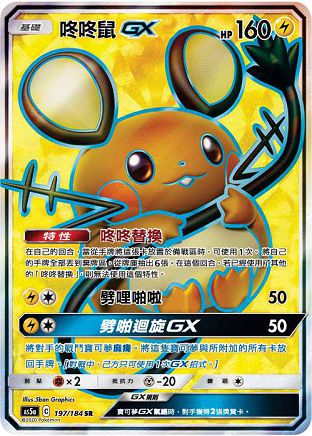 基礎 咚咚鼠GX HP160
特性 咚咚替換
在自己的回合,當從手牌將這張卡放置於備戰區時,可使用1次。將自己
的手牌全部丟到棄牌區,從牌庫抽出6張。在這個回合,若已經使用了其他
的「咚咚替換」,則無法使用這個特性。
劈哩啪啦 50
劈啪迴旋GX 50
將對手的戰鬥寶可夢麻痺。將這隻寶可夢與所附加的所有卡放
回手牌。[對戰中,己方只可使用1次GX招式。]
弱點 ×2 抵抗力 -20 撤退
GX規則
Illus.5ban Graphics
AS5a C 197/184 SR 寶可夢GX氣絕時,對手獲得2張獎賞卡。
©2020 Pokémon